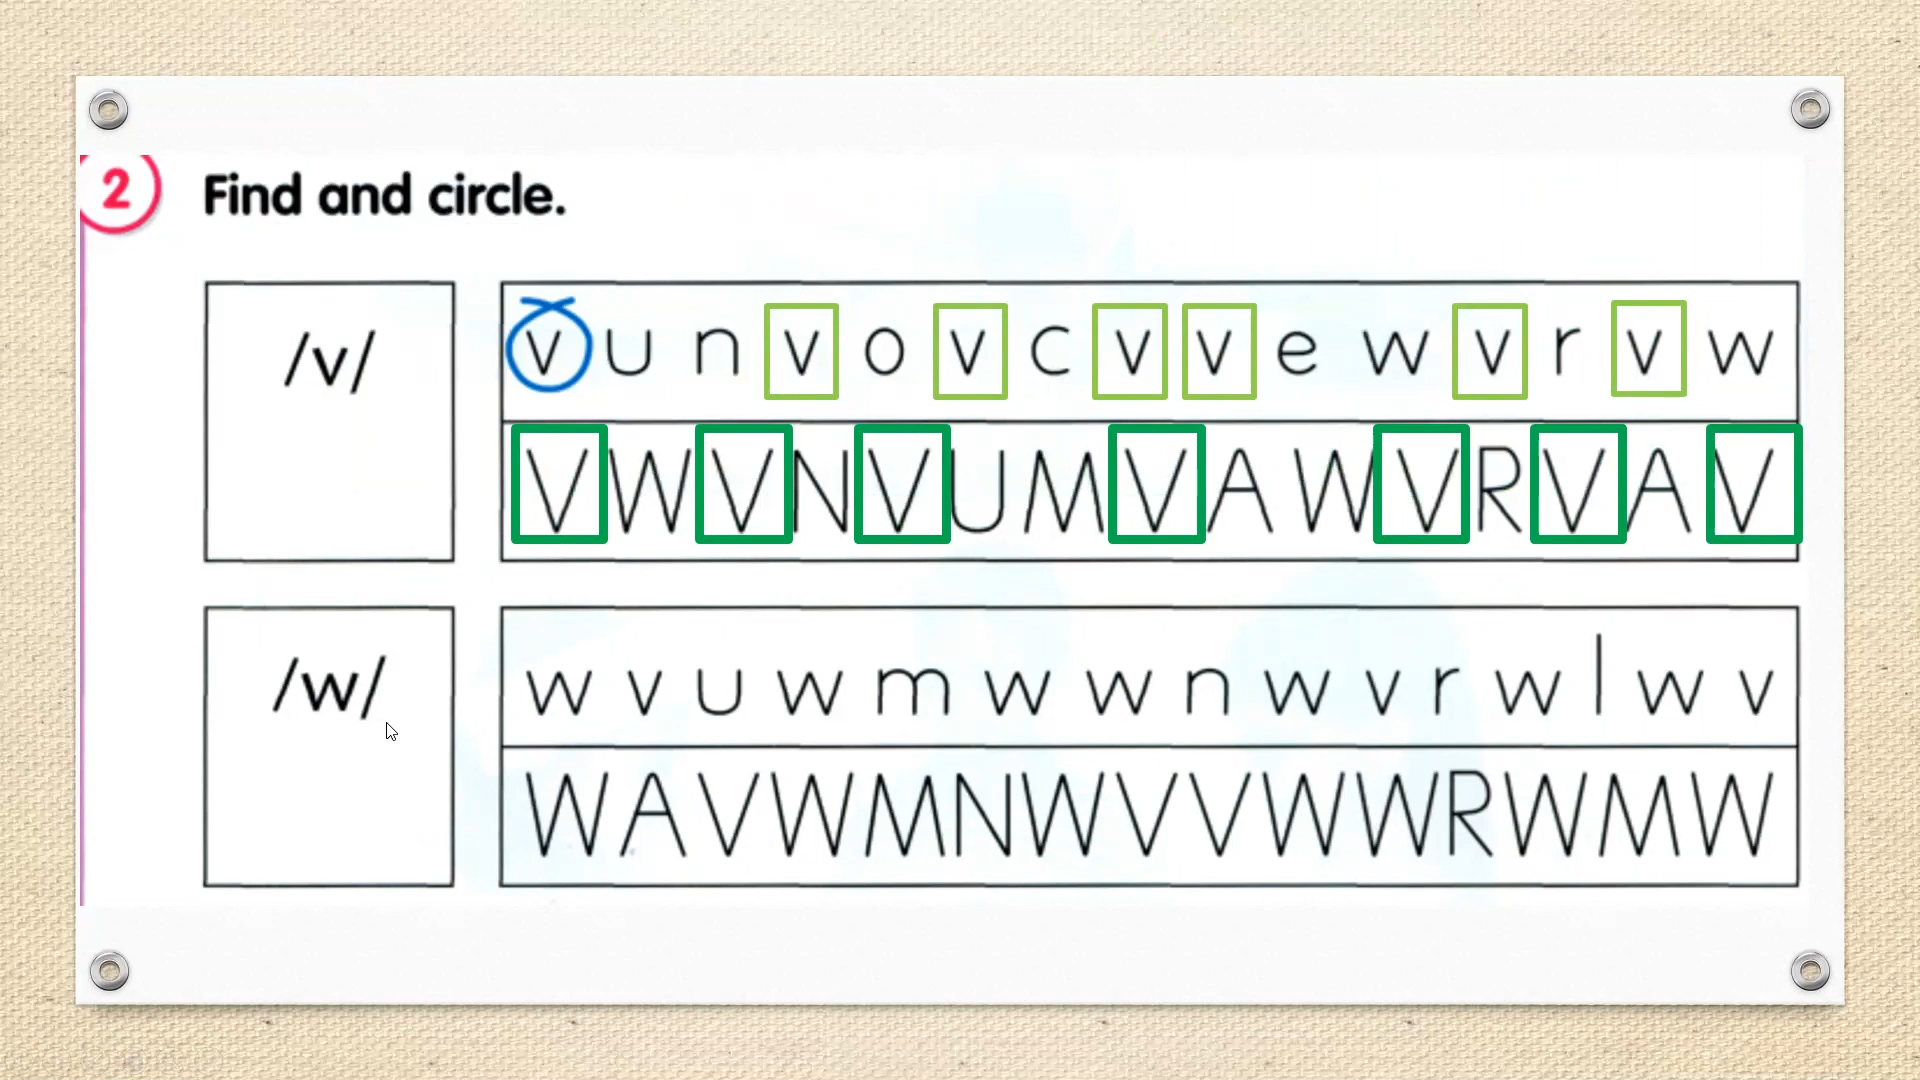 2 Find and circle.
/v/
v u n v o v c v v e w v r v w
V W V N V U M V A W V R V A V
/w/
w v u w m w w n w v r w l w v
W A V W M N W V V W W R W M W